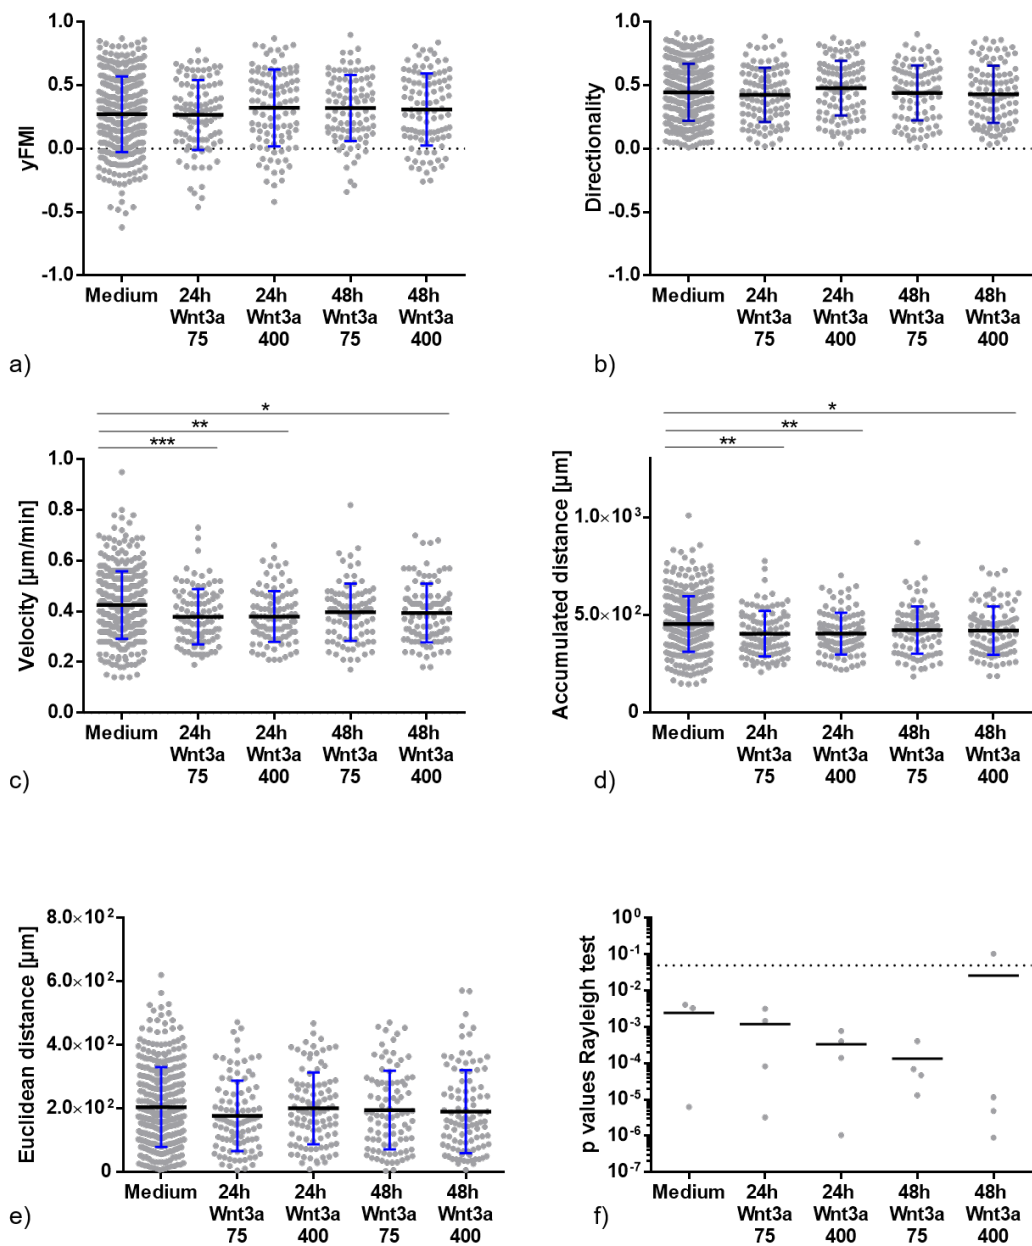 1.0
0.5
0.0
-0.5
-1.0
yFMI
Medium
24h
Wnt3a
75
24h
Wnt3a
400
48h
Wnt3a
75
48h
Wnt3a
400
a)
1.0
0.5
0.0
-0.5
-1.0
Directionality
Medium
24h
Wnt3a
75
24h
Wnt3a
400
48h
Wnt3a
75
48h
Wnt3a
400
b)
*
**
***
1.0
0.8
0.6
0.4
0.2
0.0
Velocity [µm/min]
Medium
24h
Wnt3a
75
24h
Wnt3a
400
48h
Wnt3a
75
48h
Wnt3a
400
c)
*
**
**
1.0×10³
5.0×10²
0
Accumulated distance [µm]
Medium
24h
Wnt3a
75
24h
Wnt3a
400
48h
Wnt3a
75
48h
Wnt3a
400
d)
8.0×10²
6.0×10²
4.0×10²
2.0×10²
0
Euclidean distance [µm]
Medium
24h
Wnt3a
75
24h
Wnt3a
400
48h
Wnt3a
75
48h
Wnt3a
400
e)
10⁰
10⁻¹
10⁻²
10⁻³
10⁻⁴
10⁻⁵
10⁻⁶
10⁻⁷
p values Rayleigh test
Medium
24h
Wnt3a
75
24h
Wnt3a
400
48h
Wnt3a
75
48h
Wnt3a
400
f)